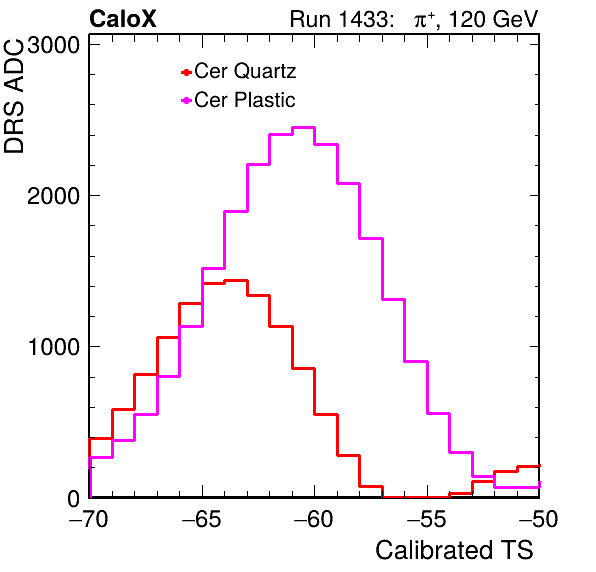 CaloX Run 1433: π⁺, 120 GeV
DRS ADC
Cer Quartz
Cer Plastic
3000
2000
1000
0
−70 −65 −60 −55 −50
Calibrated TS